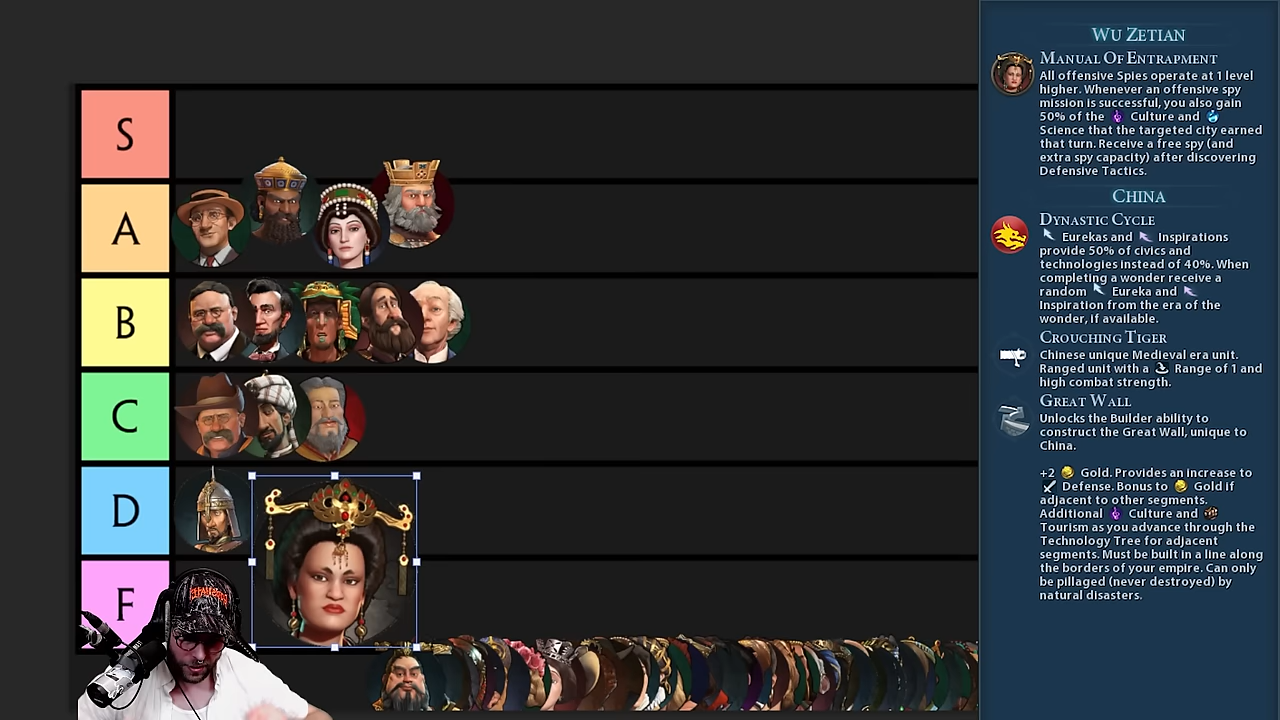 S
A
B
C
D
F
WU ZETIAN
MANUAL OF ENTRAPMENT
All offensive Spies operate at 1 level
higher. Whenever an offensive spy
mission is successful, you also gain
50% of the Culture and
Science that the targeted city earned
that turn. Receive a free spy (and
extra spy capacity) after discovering
Defensive Tactics.
CHINA
DYNASTIC CYCLE
Eurekas and Inspirations
provide 50% of civics and
technologies instead of 40%. When
completing a wonder receive a
random Eureka and
Inspiration from the era of the
wonder, if available.
CROUCHING TIGER
Chinese unique Medieval era unit.
Ranged unit with a Range of 1 and
high combat strength.
GREAT WALL
Unlocks the Builder ability to
construct the Great Wall, unique to
China.
+2 Gold. Provides an increase to
Defense. Bonus to Gold if
adjacent to other segments.
Additional Culture and
Tourism as you advance through the
Technology Tree for adjacent
segments. Must be built in a line along
the borders of your empire. Can only
be pillaged (never destroyed) by
natural disasters.